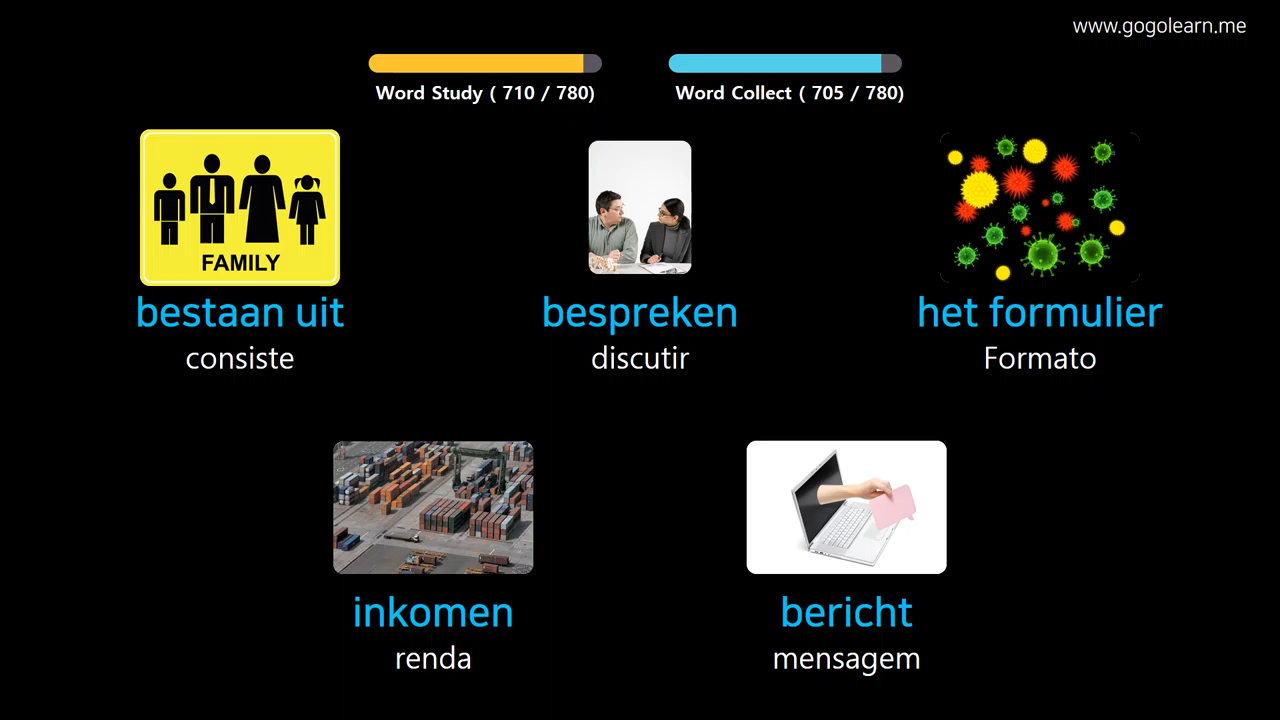 www.gogolearn.me
Word Study ( 710 / 780)
Word Collect ( 705 / 780)
FAMILY
bestaan uit
consiste
bespreken
discutir
het formulier
Formato
inkomen
renda
bericht
mensagem